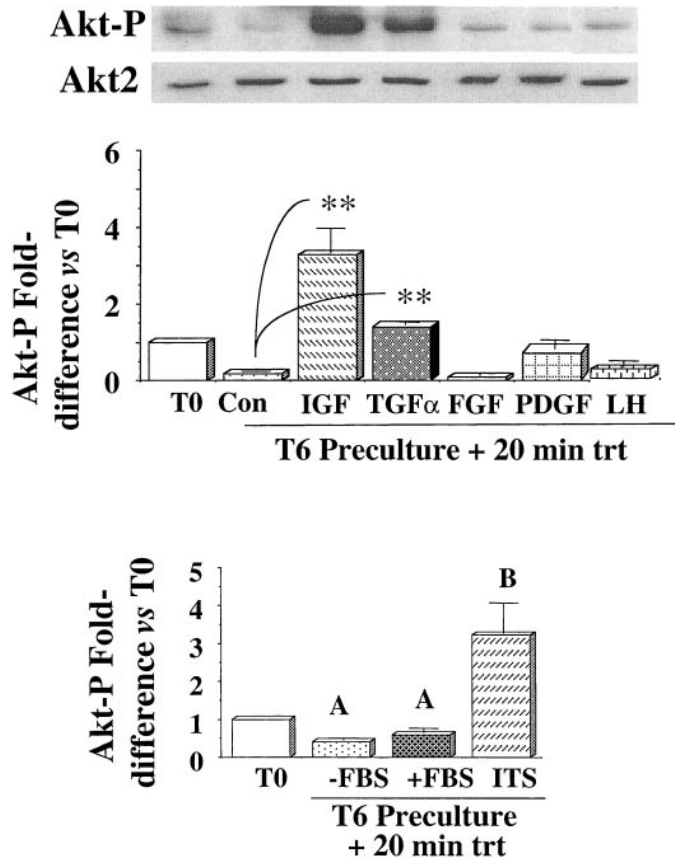 Akt-P
Akt2
Akt-P Fold-
difference vs T0
6
4
2
0
**
**
T0 Con IGF TGFα FGF PDGF LH
T6 Preculture + 20 min trt
Akt-P Fold-
difference vs T0
5
4
3
2
1
0
A
A
B
T0 -FBS +FBS ITS
T6 Preculture
+ 20 min trt